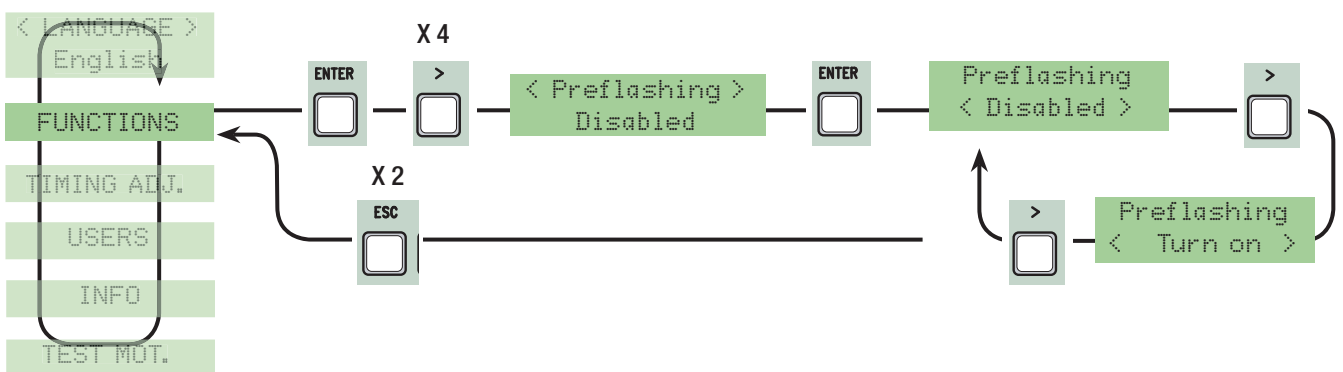 < LANGUAGE >
English
FUNCTIONS
TIMING ADJ.
USERS
INFO
TEST MOT.
ENTER
X 4
>
< Preflashing >
Disabled
ENTER
Preflashing
< Disabled >
>
Preflashing
< Turn on >
>
X 2
ESC